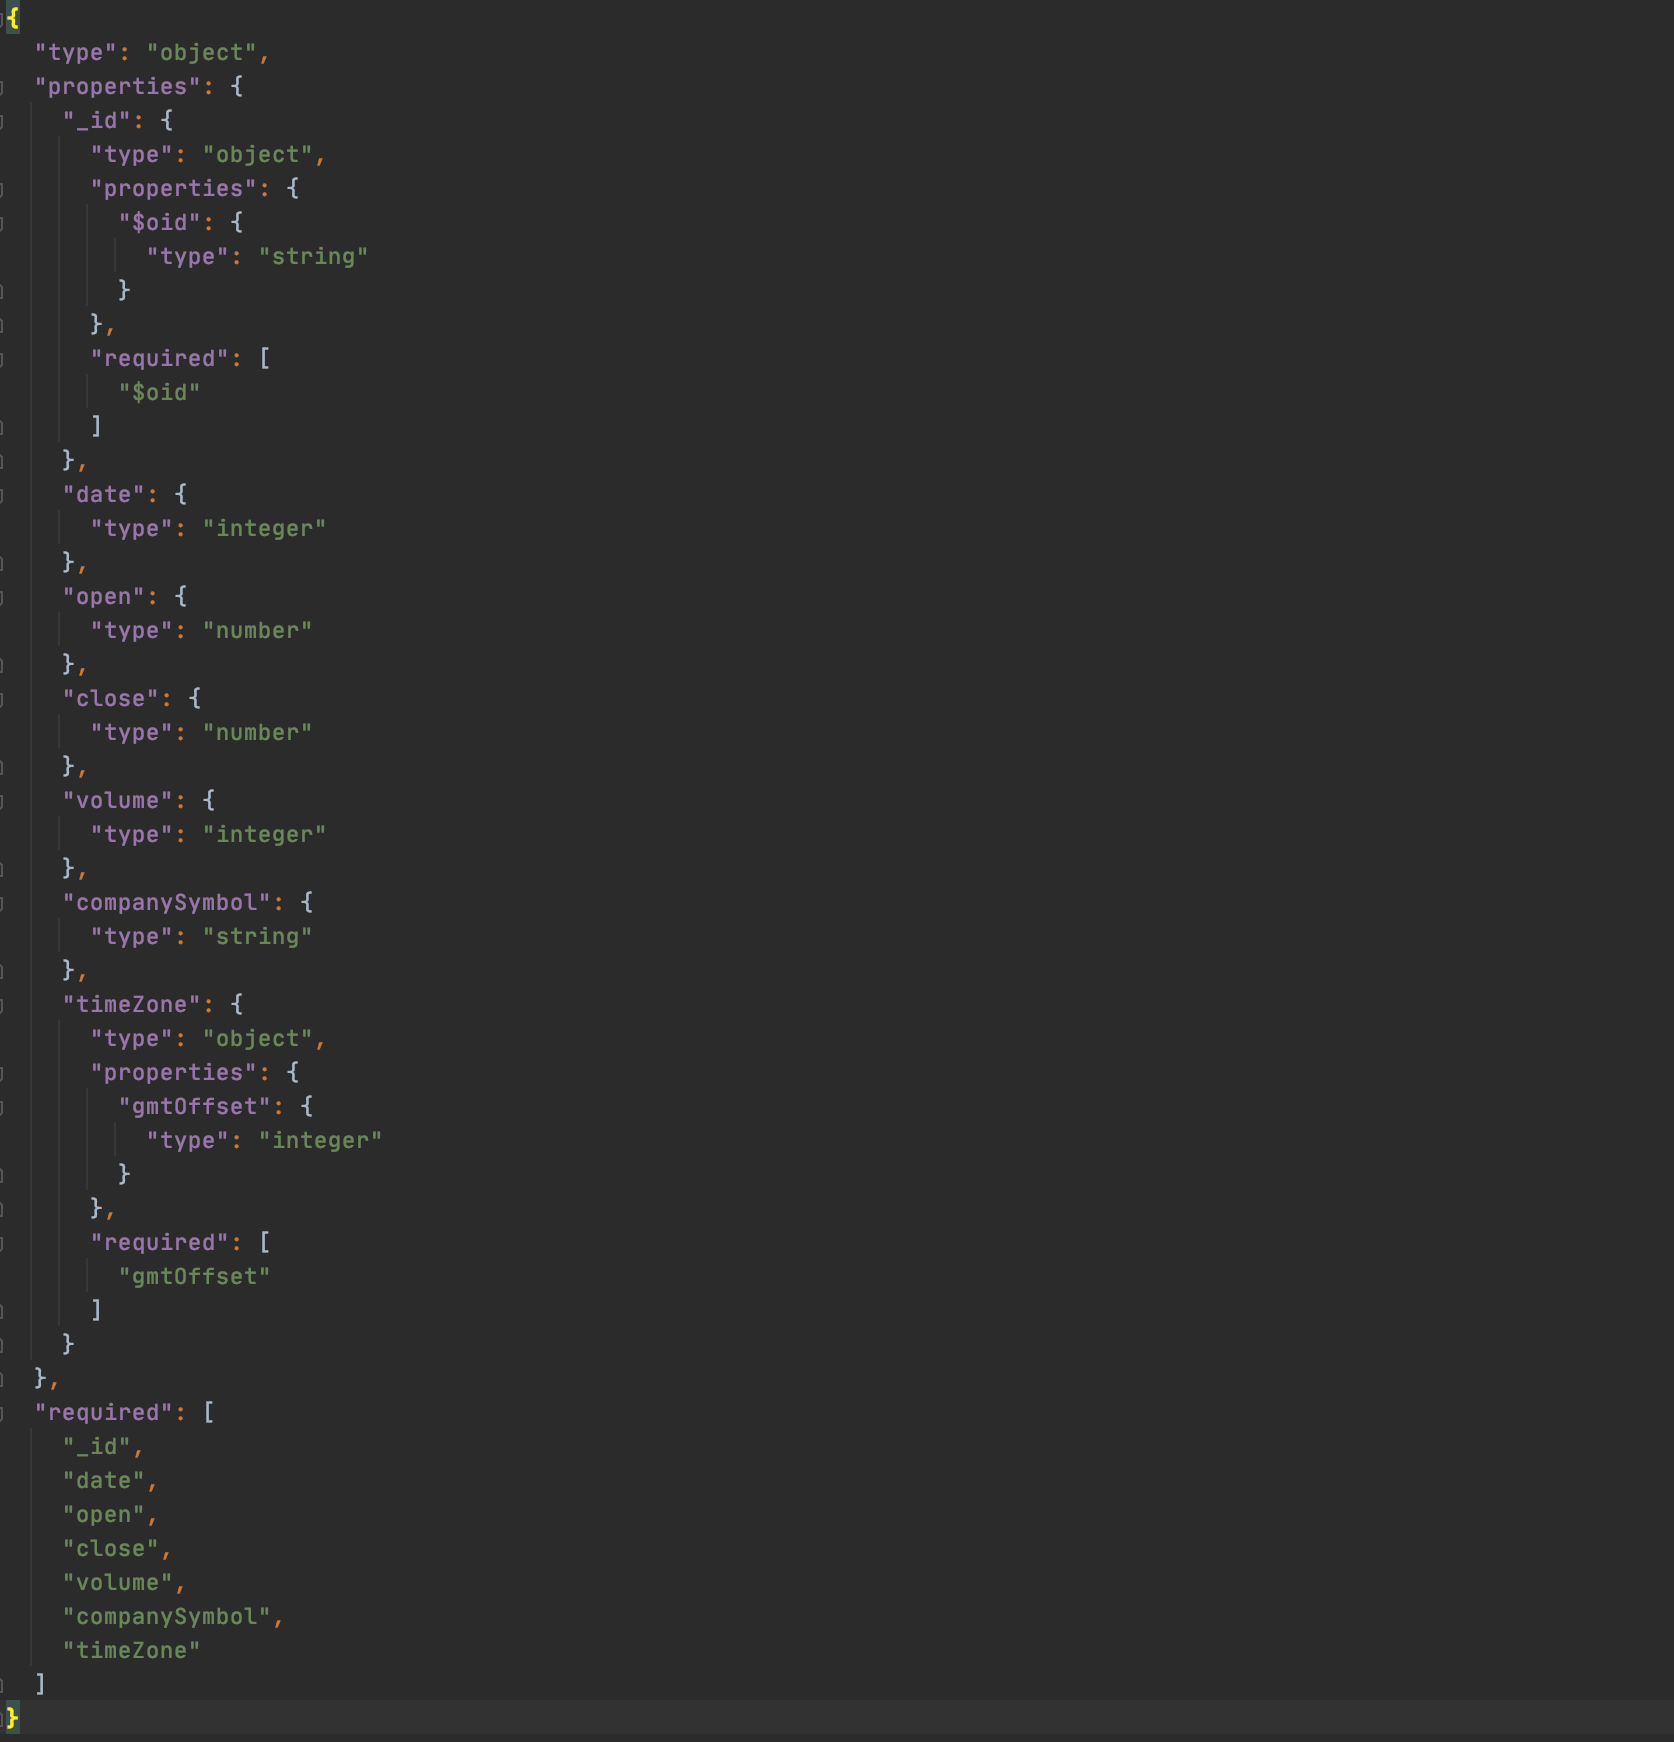 {
  "type": "object",
  "properties": {
    "_id": {
      "type": "object",
      "properties": {
        "$oid": {
          "type": "string"
        }
      },
      "required": [
        "$oid"
      ]
    },
    "date": {
      "type": "integer"
    },
    "open": {
      "type": "number"
    },
    "close": {
      "type": "number"
    },
    "volume": {
      "type": "integer"
    },
    "companySymbol": {
      "type": "string"
    },
    "timeZone": {
      "type": "object",
      "properties": {
        "gmtOffset": {
          "type": "integer"
        }
      },
      "required": [
        "gmtOffset"
      ]
    }
  },
  "required": [
    "_id",
    "date",
    "open",
    "close",
    "volume",
    "companySymbol",
    "timeZone"
  ]
}